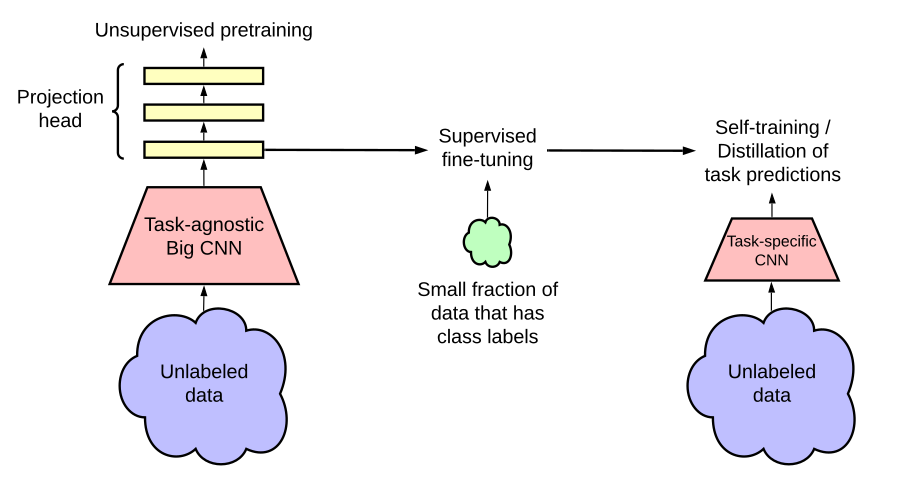 Unsupervised pretraining
Projection
head
Task-agnostic
Big CNN
Unlabeled
data
Supervised
fine-tuning
Small fraction of
data that has
class labels
Self-training /
Distillation of
task predictions
Task-specific
CNN
Unlabeled
data